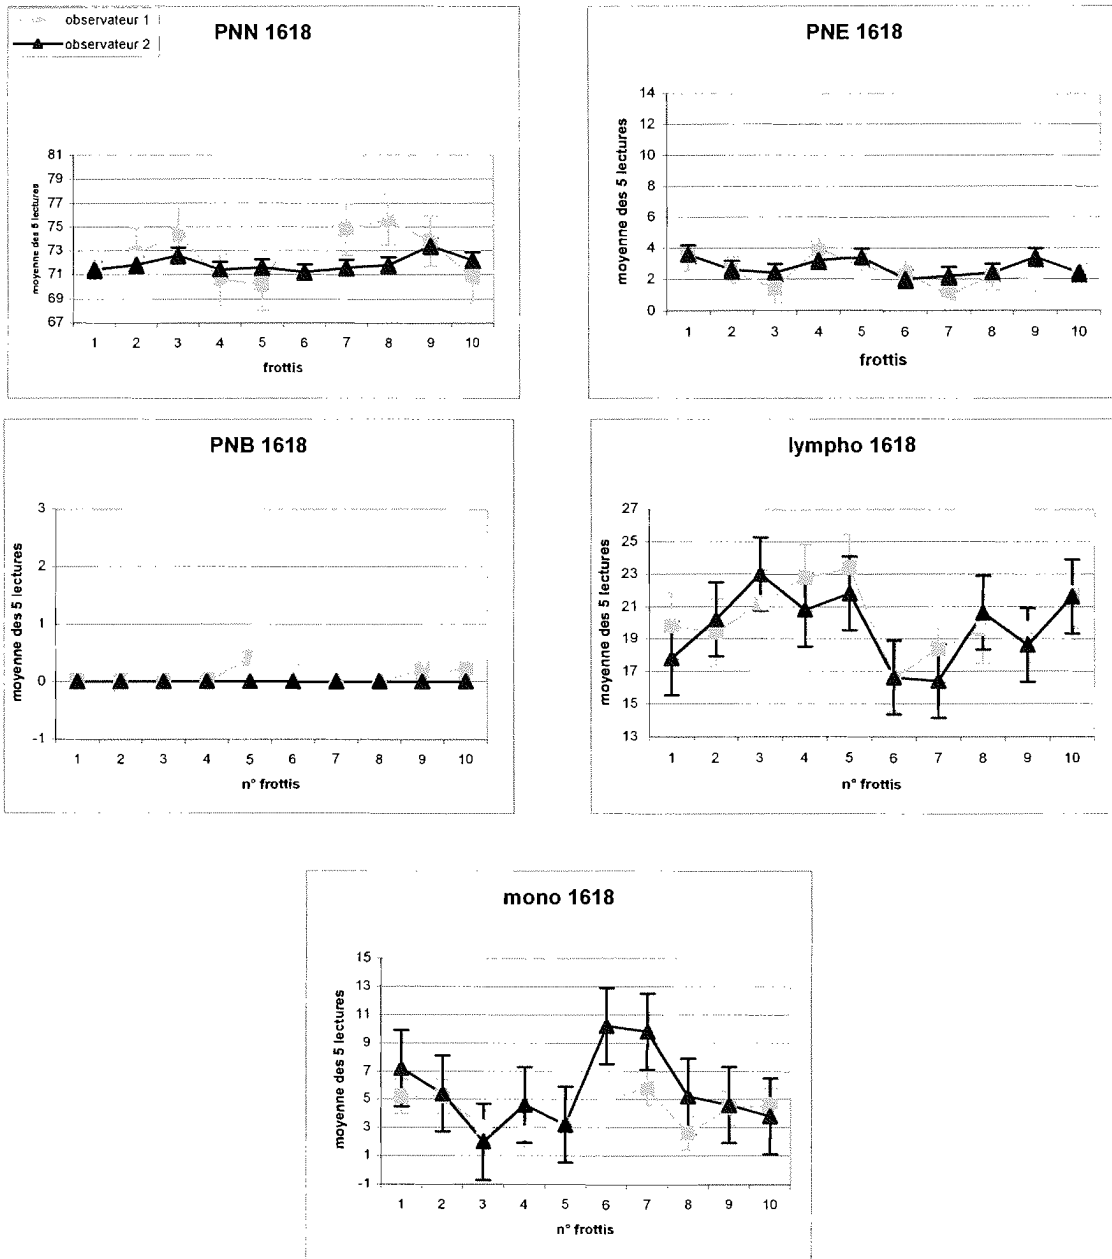 observateur 1
observateur 2
PNN 1618
moyenne des 5 lectures
81
79
77
75
73
71
69
67
1 2 3 4 5 6 7 8 9 10
frottis
PNE 1618
moyenne des 5 lectures
14
12
10
8
6
4
2
0
1 2 3 4 5 6 7 8 9 10
frottis
PNB 1618
moyenne des 5 lectures
3
2
1
0
-1
1 2 3 4 5 6 7 8 9 10
n° frottis
lympho 1618
moyenne des 5 lectures
27
25
23
21
19
17
15
13
1 2 3 4 5 6 7 8 9 10
n° frottis
mono 1618
moyenne des 5 lectures
15
13
11
9
7
5
3
1
-1
1 2 3 4 5 6 7 8 9 10
n° frottis